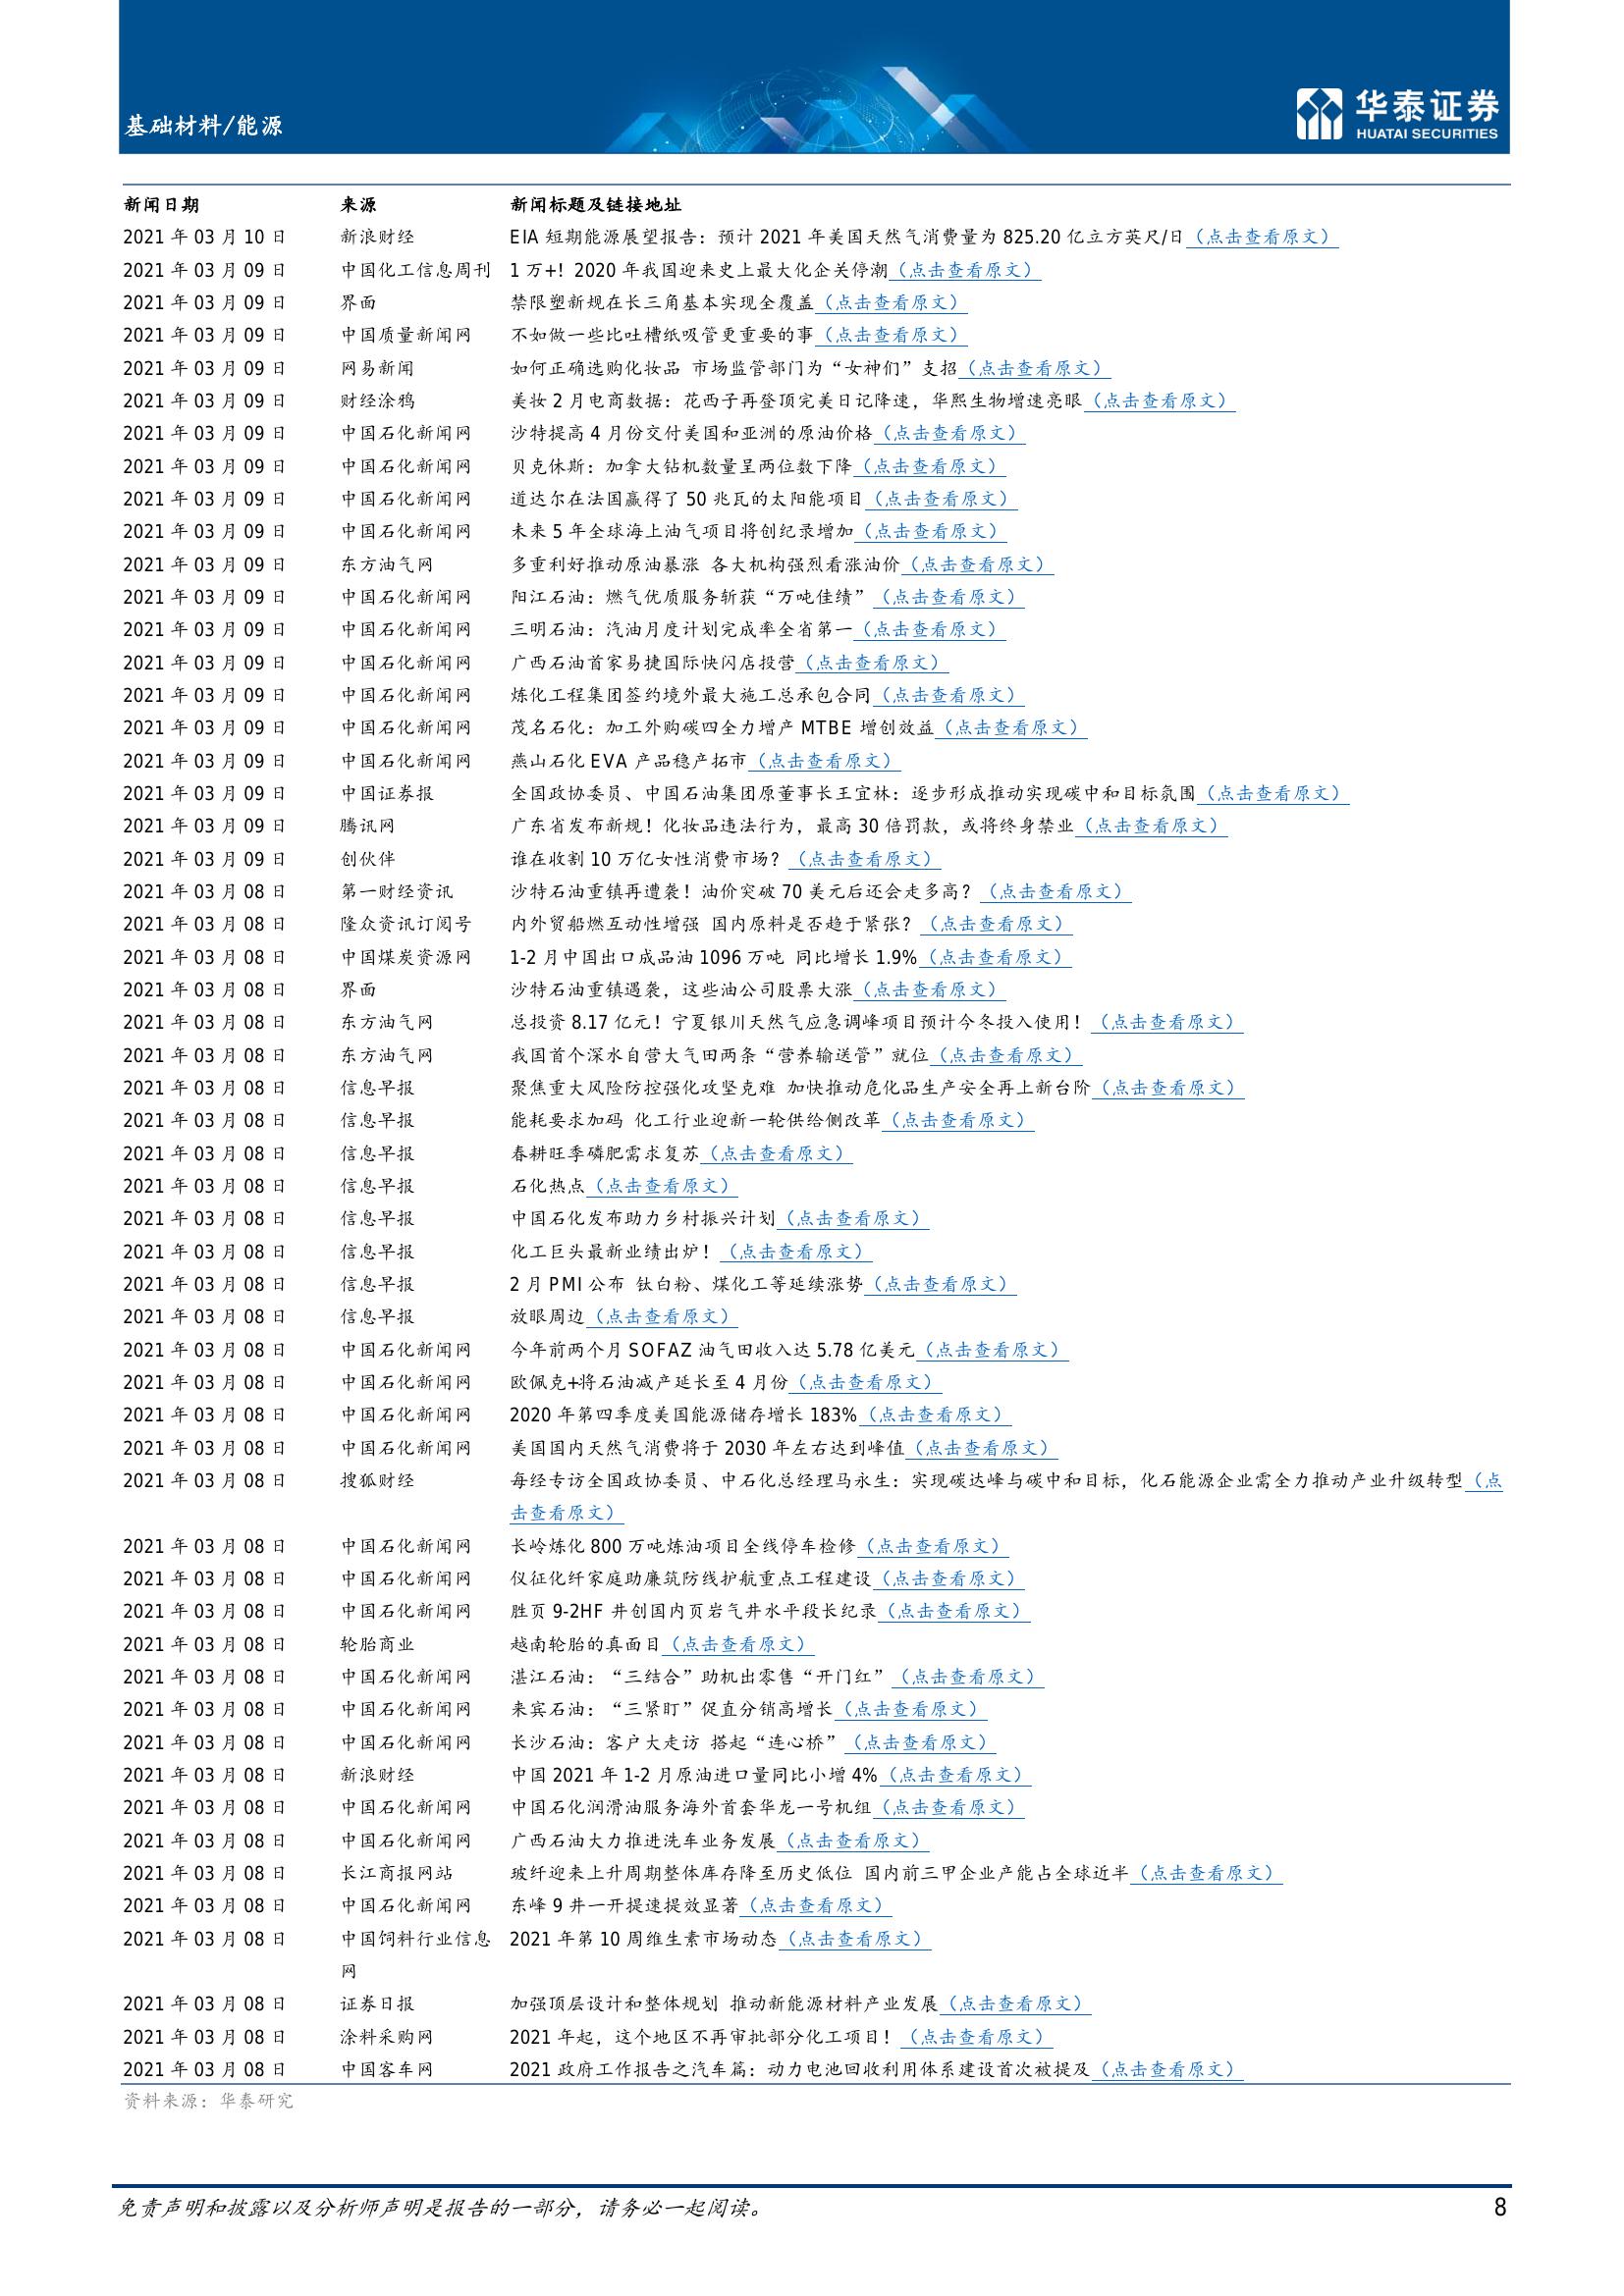 基础材料/能源
华泰证券
HUATAI SECURITIES
新闻日期 来源 新闻标题及链接地址
2021 年 03 月 10 日 新浪财经 EIA 短期能源展望报告：预计 2021 年美国天然气消费量为 825.20 亿立方英尺/日（点击查看原文）
2021 年 03 月 09 日 中国化工信息周刊 1 万+！2020 年我国迎来史上最大化企关停潮（点击查看原文）
2021 年 03 月 09 日 界面 禁限塑新规在长三角基本实现全覆盖（点击查看原文）
2021 年 03 月 09 日 中国质量新闻网 不如做一些比吐槽纸吸管更重要的事（点击查看原文）
2021 年 03 月 09 日 网易新闻 如何正确选购化妆品 市场监管部门为“女神们”支招（点击查看原文）
2021 年 03 月 09 日 财经涂鸦 美妆 2 月电商数据：花西子再登顶完美日记降速，华熙生物增速亮眼（点击查看原文）
2021 年 03 月 09 日 中国石化新闻网 沙特提高 4 月份交付美国和亚洲的原油价格（点击查看原文）
2021 年 03 月 09 日 中国石化新闻网 贝克休斯：加拿大钻机数量呈两位数下降（点击查看原文）
2021 年 03 月 09 日 中国石化新闻网 道达尔在法国赢得了 50 兆瓦的太阳能项目（点击查看原文）
2021 年 03 月 09 日 中国石化新闻网 未来 5 年全球海上油气项目将创纪录增加（点击查看原文）
2021 年 03 月 09 日 东方油气网 多重利好推动原油暴涨 各大机构强烈看涨油价（点击查看原文）
2021 年 03 月 09 日 中国石化新闻网 阳江石油：燃气优质服务斩获“万吨佳绩”（点击查看原文）
2021 年 03 月 09 日 中国石化新闻网 三明石油：汽油月度计划完成率全省第一（点击查看原文）
2021 年 03 月 09 日 中国石化新闻网 广西石油首家易捷国际快闪店投营（点击查看原文）
2021 年 03 月 09 日 中国石化新闻网 炼化工程集团签约境外最大施工总承包合同（点击查看原文）
2021 年 03 月 09 日 中国石化新闻网 茂名石化：加工外购碳四全力增产 MTBE 增创效益（点击查看原文）
2021 年 03 月 09 日 中国石化新闻网 燕山石化 EVA 产品稳产拓市（点击查看原文）
2021 年 03 月 09 日 中国证券报 全国政协委员、中国石油集团原董事长王宜林：逐步形成推动实现碳中和目标氛围（点击查看原文）
2021 年 03 月 09 日 腾讯网 广东省发布新规！化妆品违法行为，最高 30 倍罚款，或将终身禁业（点击查看原文）
2021 年 03 月 09 日 创伙伴 谁在收割 10 万亿女性消费市场？（点击查看原文）
2021 年 03 月 08 日 第一财经资讯 沙特石油重镇再遭袭！油价突破 70 美元后还会走多高？（点击查看原文）
2021 年 03 月 08 日 隆众资讯订阅号 内外贸船燃互动性增强 国内原料是否趋于紧张？（点击查看原文）
2021 年 03 月 08 日 中国煤炭资源网 1-2 月中国出口成品油 1096 万吨 同比增长 1.9%（点击查看原文）
2021 年 03 月 08 日 界面 沙特石油重镇遇袭，这些油公司股票大涨（点击查看原文）
2021 年 03 月 08 日 东方油气网 总投资 8.17 亿元！宁夏银川天然气应急调峰项目预计今冬投入使用！（点击查看原文）
2021 年 03 月 08 日 东方油气网 我国首个深水自营大气田两条“营养输送管”就位（点击查看原文）
2021 年 03 月 08 日 信息早报 聚焦重大风险防控强化攻坚克难 加快推动危化品生产安全再上新台阶（点击查看原文）
2021 年 03 月 08 日 信息早报 能耗要求加码 化工行业迎新一轮供给侧改革（点击查看原文）
2021 年 03 月 08 日 信息早报 春耕旺季磷肥需求复苏（点击查看原文）
2021 年 03 月 08 日 信息早报 石化热点（点击查看原文）
2021 年 03 月 08 日 信息早报 中国石化发布助力乡村振兴计划（点击查看原文）
2021 年 03 月 08 日 信息早报 化工巨头最新业绩出炉！（点击查看原文）
2021 年 03 月 08 日 信息早报 2 月 PMI 公布 钛白粉、煤化工等延续涨势（点击查看原文）
2021 年 03 月 08 日 信息早报 放眼周边（点击查看原文）
2021 年 03 月 08 日 中国石化新闻网 今年前两个月 SOFAZ 油气田收入达 5.78 亿美元（点击查看原文）
2021 年 03 月 08 日 中国石化新闻网 欧佩克+将石油减产延长至 4 月份（点击查看原文）
2021 年 03 月 08 日 中国石化新闻网 2020 年第四季度美国能源储存增长 183%（点击查看原文）
2021 年 03 月 08 日 中国石化新闻网 美国国内天然气消费将于 2030 年左右达到峰值（点击查看原文）
2021 年 03 月 08 日 搜狐财经 每经专访全国政协委员、中石化总经理马永生：实现碳达峰与碳中和目标，化石能源企业需全力推动产业升级转型（点
击查看原文）
2021 年 03 月 08 日 中国石化新闻网 长岭炼化 800 万吨炼油项目全线停车检修（点击查看原文）
2021 年 03 月 08 日 中国石化新闻网 仪征化纤家庭助廉筑防线护航重点工程建设（点击查看原文）
2021 年 03 月 08 日 中国石化新闻网 胜页 9-2HF 井创国内页岩气井水平段长纪录（点击查看原文）
2021 年 03 月 08 日 轮胎商业 越南轮胎的真面目（点击查看原文）
2021 年 03 月 08 日 中国石化新闻网 湛江石油：“三结合”助机出零售“开门红”（点击查看原文）
2021 年 03 月 08 日 中国石化新闻网 来宾石油：“三紧盯”促直分销高增长（点击查看原文）
2021 年 03 月 08 日 中国石化新闻网 长沙石油：客户大走访 搭起“连心桥”（点击查看原文）
2021 年 03 月 08 日 新浪财经 中国 2021 年 1-2 月原油进口量同比小增 4%（点击查看原文）
2021 年 03 月 08 日 中国石化新闻网 中国石化润滑油服务海外首套华龙一号机组（点击查看原文）
2021 年 03 月 08 日 中国石化新闻网 广西石油大力推进洗车业务发展（点击查看原文）
2021 年 03 月 08 日 长江商报网站 玻纤迎来上升周期整体库存降至历史低位 国内前三甲企业产能占全球近半（点击查看原文）
2021 年 03 月 08 日 中国石化新闻网 东峰 9 井一开提速提效显著（点击查看原文）
2021 年 03 月 08 日 中国饲料行业信息 2021 年第 10 周维生素市场动态（点击查看原文）
网
2021 年 03 月 08 日 证券日报 加强顶层设计和整体规划 推动新能源材料产业发展（点击查看原文）
2021 年 03 月 08 日 涂料采购网 2021 年起，这个地区不再审批部分化工项目！（点击查看原文）
2021 年 03 月 08 日 中国客车网 2021 政府工作报告之汽车篇：动力电池回收利用体系建设首次被提及（点击查看原文）
资料来源：华泰研究
免责声明和披露以及分析师声明是报告的一部分，请务必一起阅读。 8